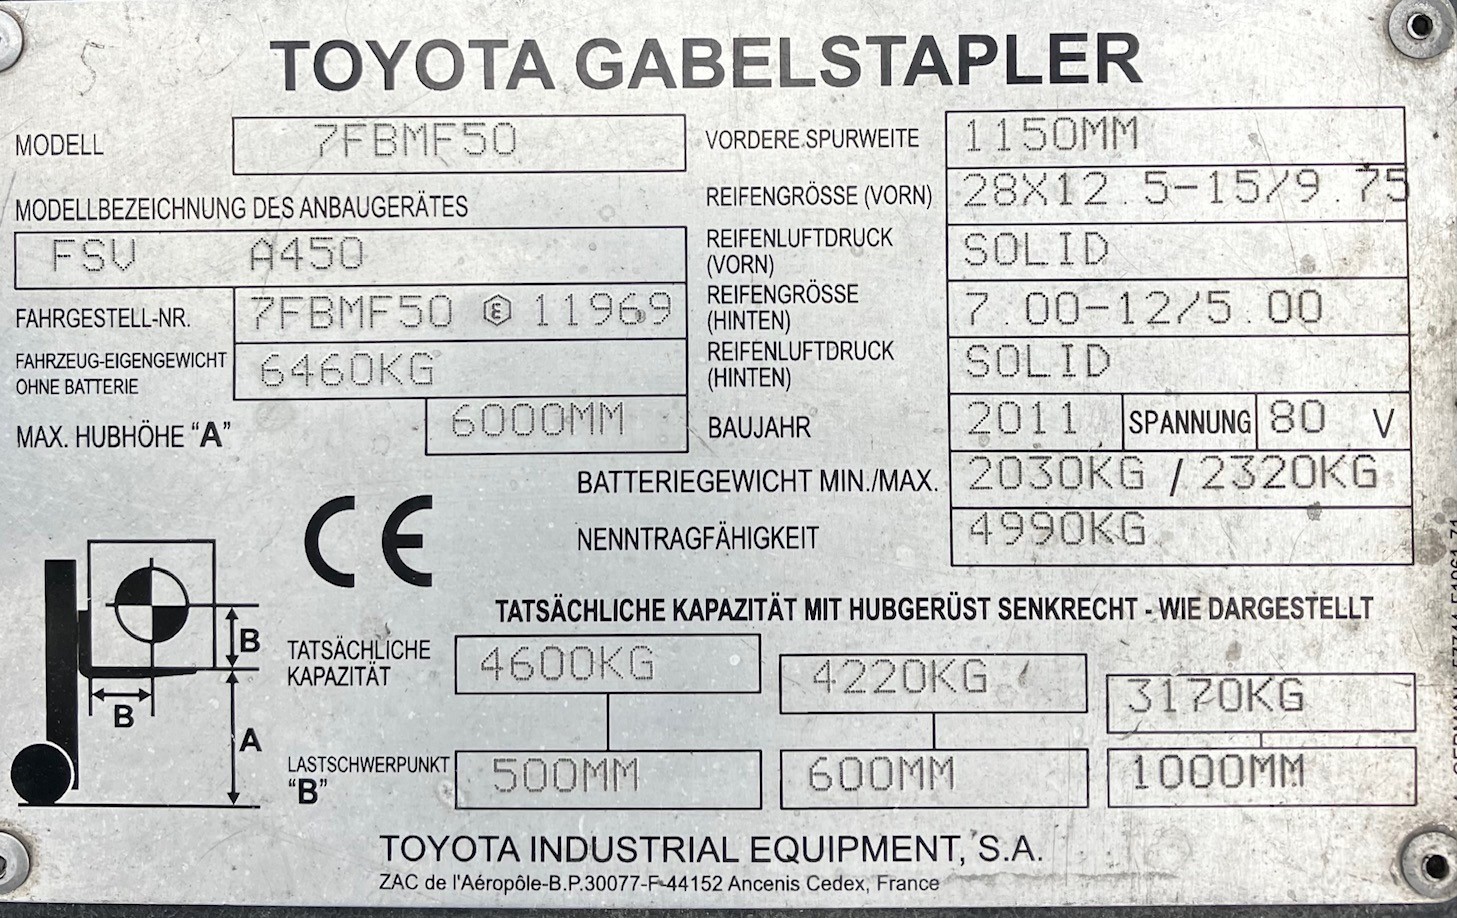 TOYOTA GABELSTAPLER
MODELL 7FBMF50
MODELLBEZEICHNUNG DES ANBAUGERÄTES
FSV A450
FAHRGESTELL-NR. 7FBMF50 E 11969
FAHRZEUG-EIGENGEWICHT
OHNE BATTERIE 6460KG
MAX. HUBHÖHE "A" 6000MM
VORDERE SPURWEITE 1150MM
REIFENGRÖSSE (VORN) 28X12.5-15/9.75
REIFENLUFTDRUCK
(VORN) SOLID
REIFENGRÖSSE
(HINTEN) 7.00-12/5.00
REIFENLUFTDRUCK
(HINTEN) SOLID
BAUJAHR 2011 SPANNUNG 80 V
BATTERIEGEWICHT MIN./MAX. 2030KG / 2320KG
NENNTRAGFÄHIGKEIT 4990KG
CE
B
B
A
TATSÄCHLICHE KAPAZITÄT MIT HUBGERÜST SENKRECHT - WIE DARGESTELLT
TATSÄCHLICHE
KAPAZITÄT 4600KG 4220KG 3170KG
LASTSCHWERPUNKT
"B" 500MM 600MM 1000MM
TOYOTA INDUSTRIAL EQUIPMENT, S.A.
ZAC de l'Aéropôle-B.P.30077-F-44152 Ancenis Cedex, France